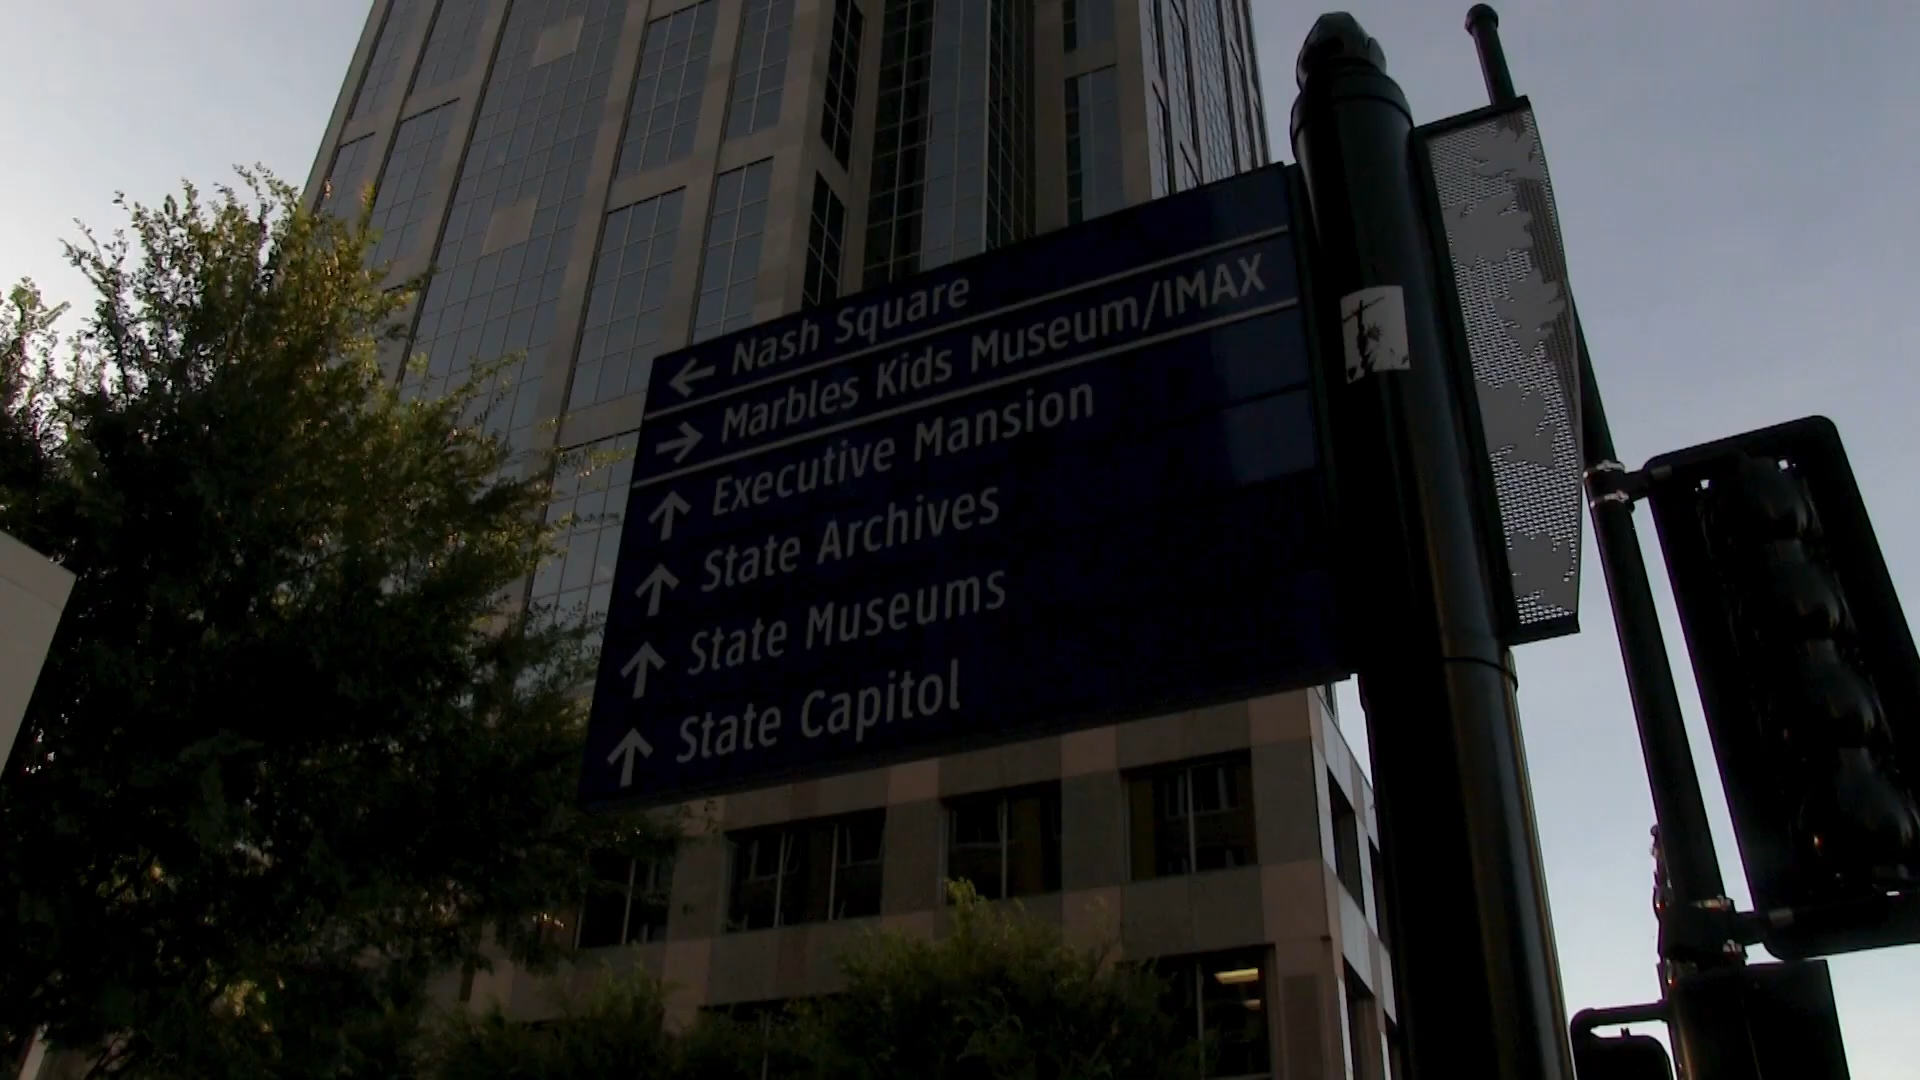 ← Nash Square
→ Marbles Kids Museum/IMAX
↑ Executive Mansion
↑ State Archives
↑ State Museums
↑ State Capitol